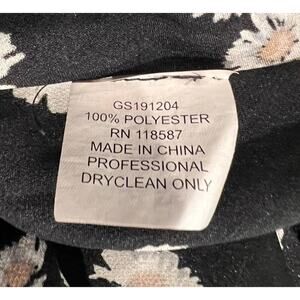 GS191204
100% POLYESTER
RN 118587
MADE IN CHINA
PROFESSIONAL
DRYCLEAN ONLY